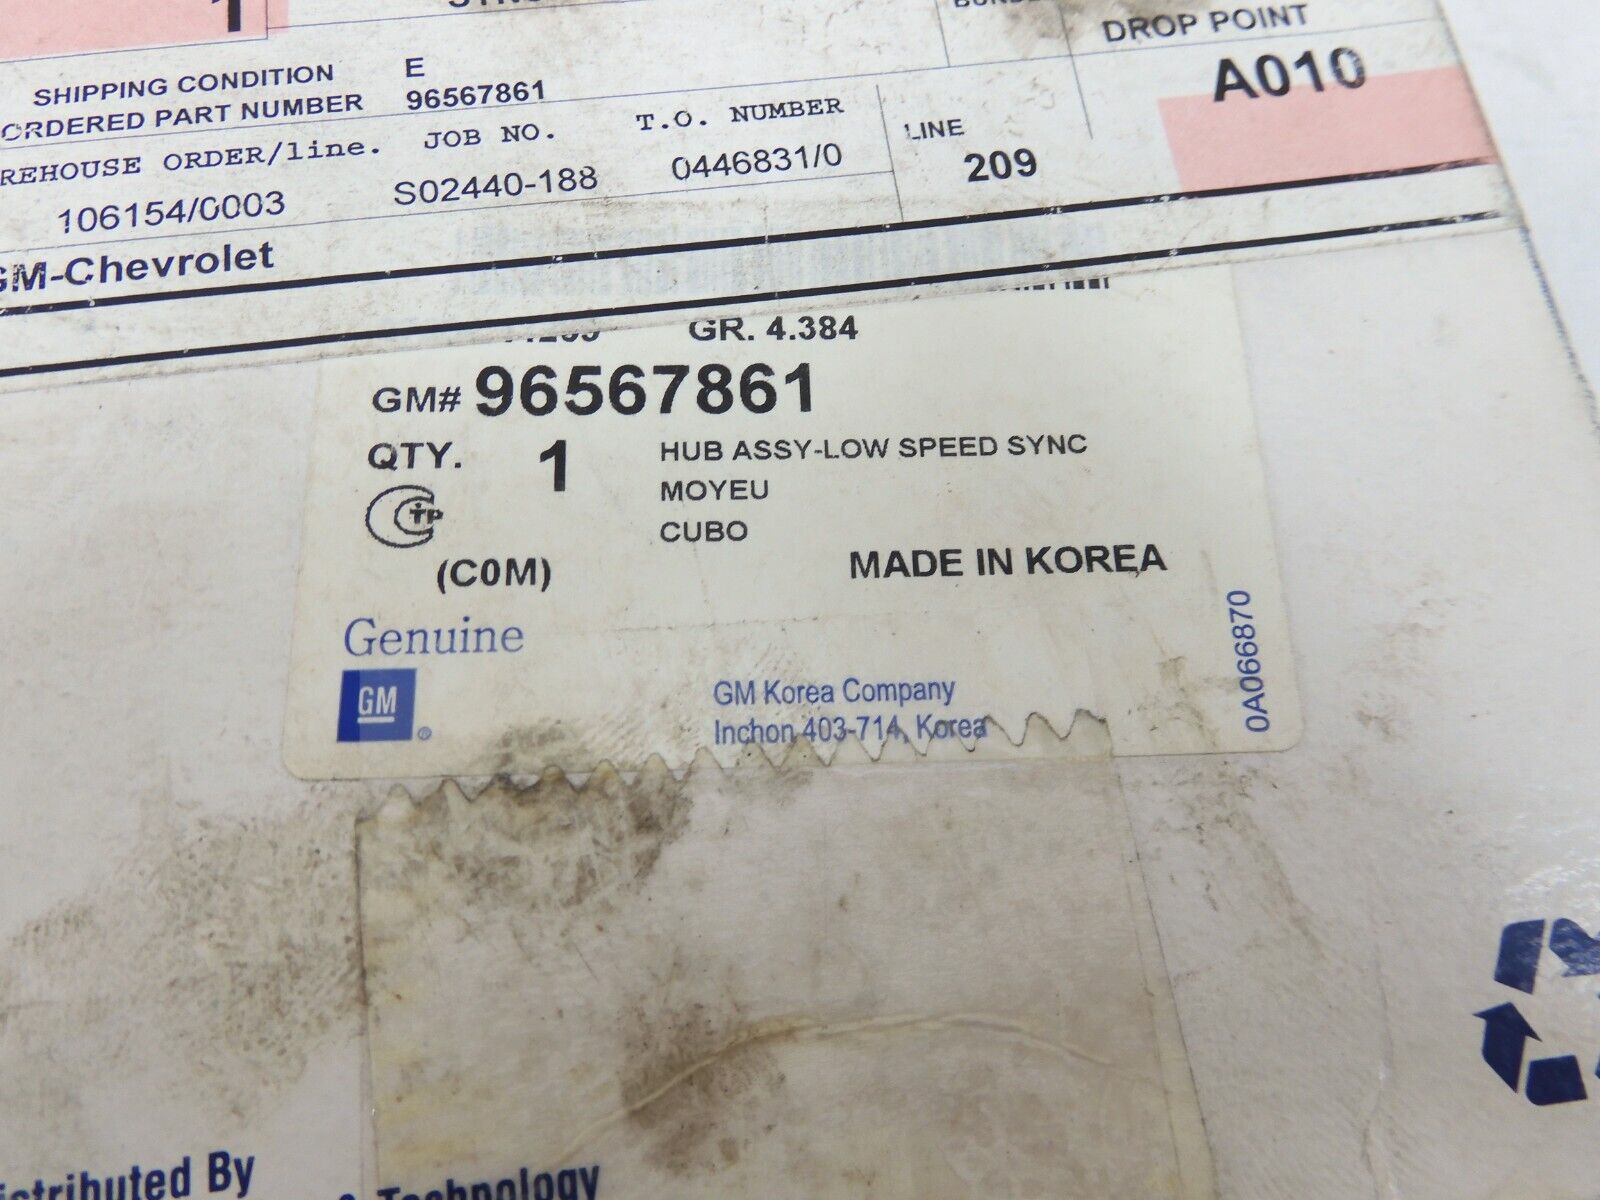 1
SHIPPING CONDITION E
ORDERED PART NUMBER 96567861
DROP POINT
A010
ORDER/line. JOB NO. T.O. NUMBER LINE
106154/0003 S02440-188 0446831/0 209
GM-Chevrolet
GR. 4.384
GM# 96567861
QTY. 1 HUB ASSY-LOW SPEED SYNC
MOYEU
CUBO
(C0M) MADE IN KOREA
Genuine
GM
GM Korea Company
Inchon 403-714, Korea
0A066870
By
& Technology